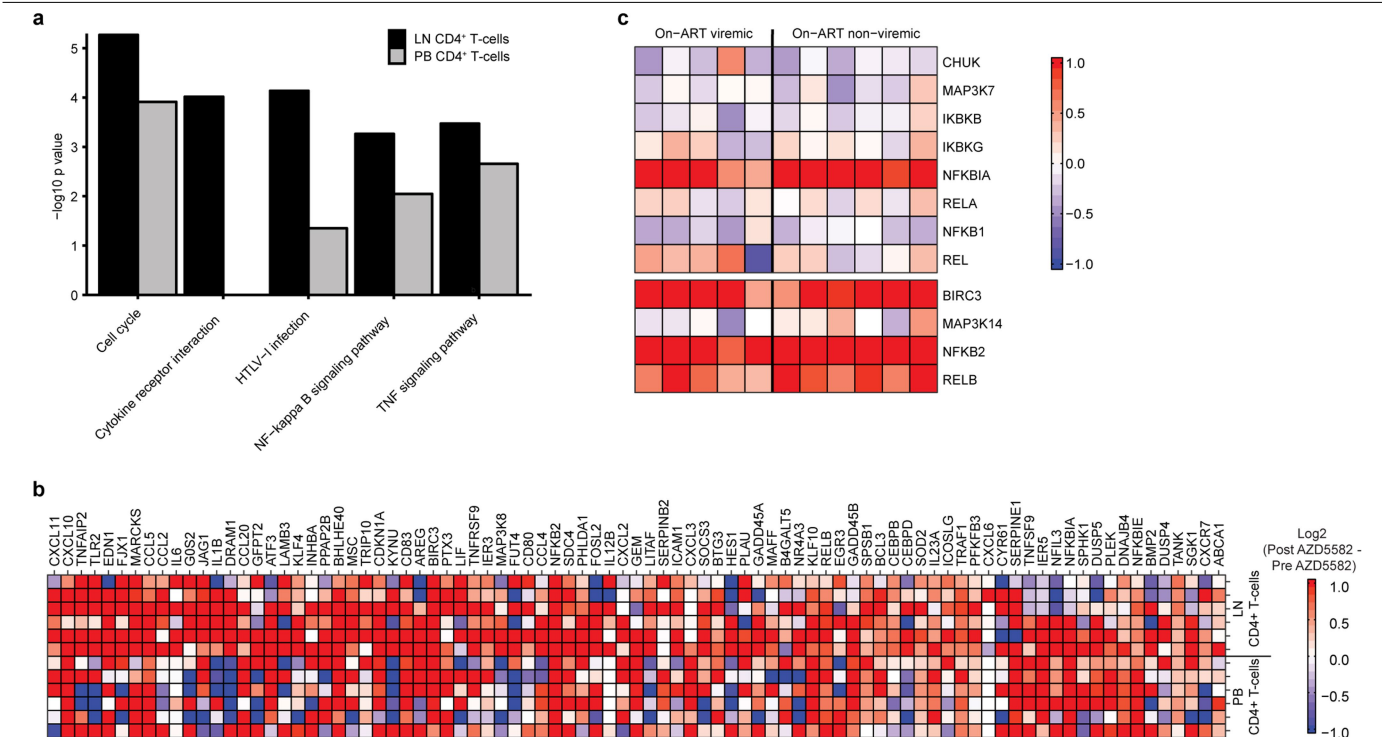 a
LN CD4⁺ T-cells
PB CD4⁺ T-cells
−log10 p value
5
4
3
2
1
0
Cell cycle
Cytokine receptor interaction
HTLV−I infection
NF−kappa B signaling pathway
TNF signaling pathway
c
On-ART viremic
On-ART non-viremic
CHUK
MAP3K7
IKBKB
IKBKG
NFKBIA
RELA
NFKB1
REL
BIRC3
MAP3K14
NFKB2
RELB
1.0
0.5
0.0
−0.5
−1.0
b
CXCL11
CXCL10
TNFAIP2
TLR2
EDN1
FJX1
MARCKS
CCL5
CCL2
IL6
G0S2
JAG1
IL1B
DRAM1
CCL20
GFPT2
ATF3
LAMB3
KLF4
INHBA
PPAP2B
BHLHE40
MSC
TRIP10
CDKN1A
KYNU
CD83
AREG
BIRC3
PTX3
LIF
TNFRSF9
IER3
MAP3K8
FUT4
CD80
CCL4
NFKB2
SDC4
PHLDA1
FOSL2
IL12B
CXCL2
GEM
LITAF
SERPINB2
ICAM1
CXCL3
SOCS3
BTG3
HES1
PLAU
GADD45A
MAFF
B4GALT5
NR4A3
KLF10
RELB
EGR3
GADD45B
SPSB1
BCL3
CEBPB
CEBPD
SOD2
IL23A
ICOSLG
TRAF1
PFKFB3
CXCL6
CYR61
SERPINE1
TNFSF9
IER5
NFIL3
NFKBIA
SPHK1
DUSP5
PLEK
DNAJB4
NFKBIE
BMP2
DUSP4
TANK
SGK1
CXCR7
ABCA1
LN
CD4+ T-cells
PB
CD4+ T-cells
Log2
(Post AZD5582 -
Pre AZD5582)
1.0
0.5
0.0
−0.5
−1.0